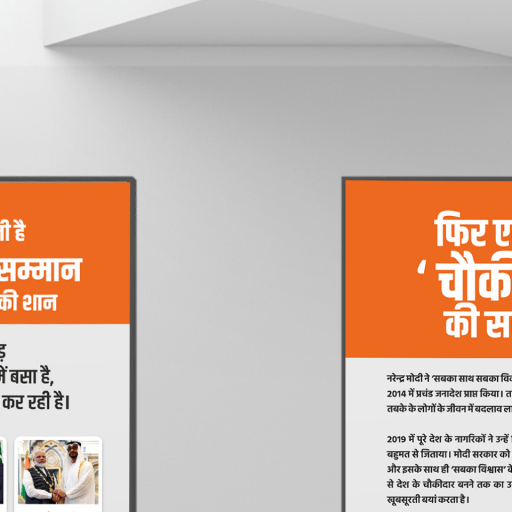 ती है
सम्मान
की शान
में बसा है,
कर रही है।
फिर ए
‘ चौकी
की स
नरेन्द्र मोदी ने ‘सबका साथ सबका
2014 में प्रचंड जनादेश प्राप्त किया।
तबके के लोगों के जीवन में बदलाव
2019 में पूरे देश के नागरिकों ने उन्हें
बहुमत से जिताया। मोदी सरकार को
और इसके साथ ही ‘सबका विश्वास’
से देश के चौकीदार बनने तक का
खूबसूरती बयां करता है।